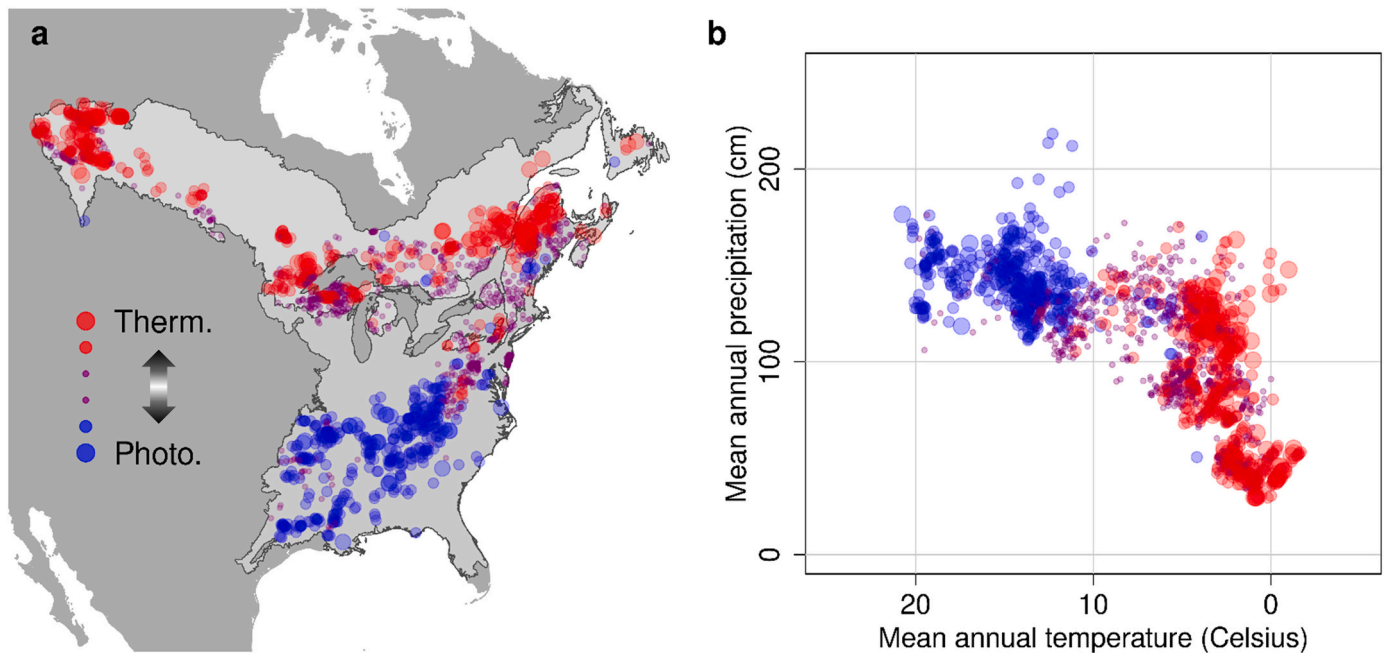 a
Therm.
Photo.
b
Mean annual precipitation (cm)
200
100
0
20
10
0
Mean annual temperature (Celsius)